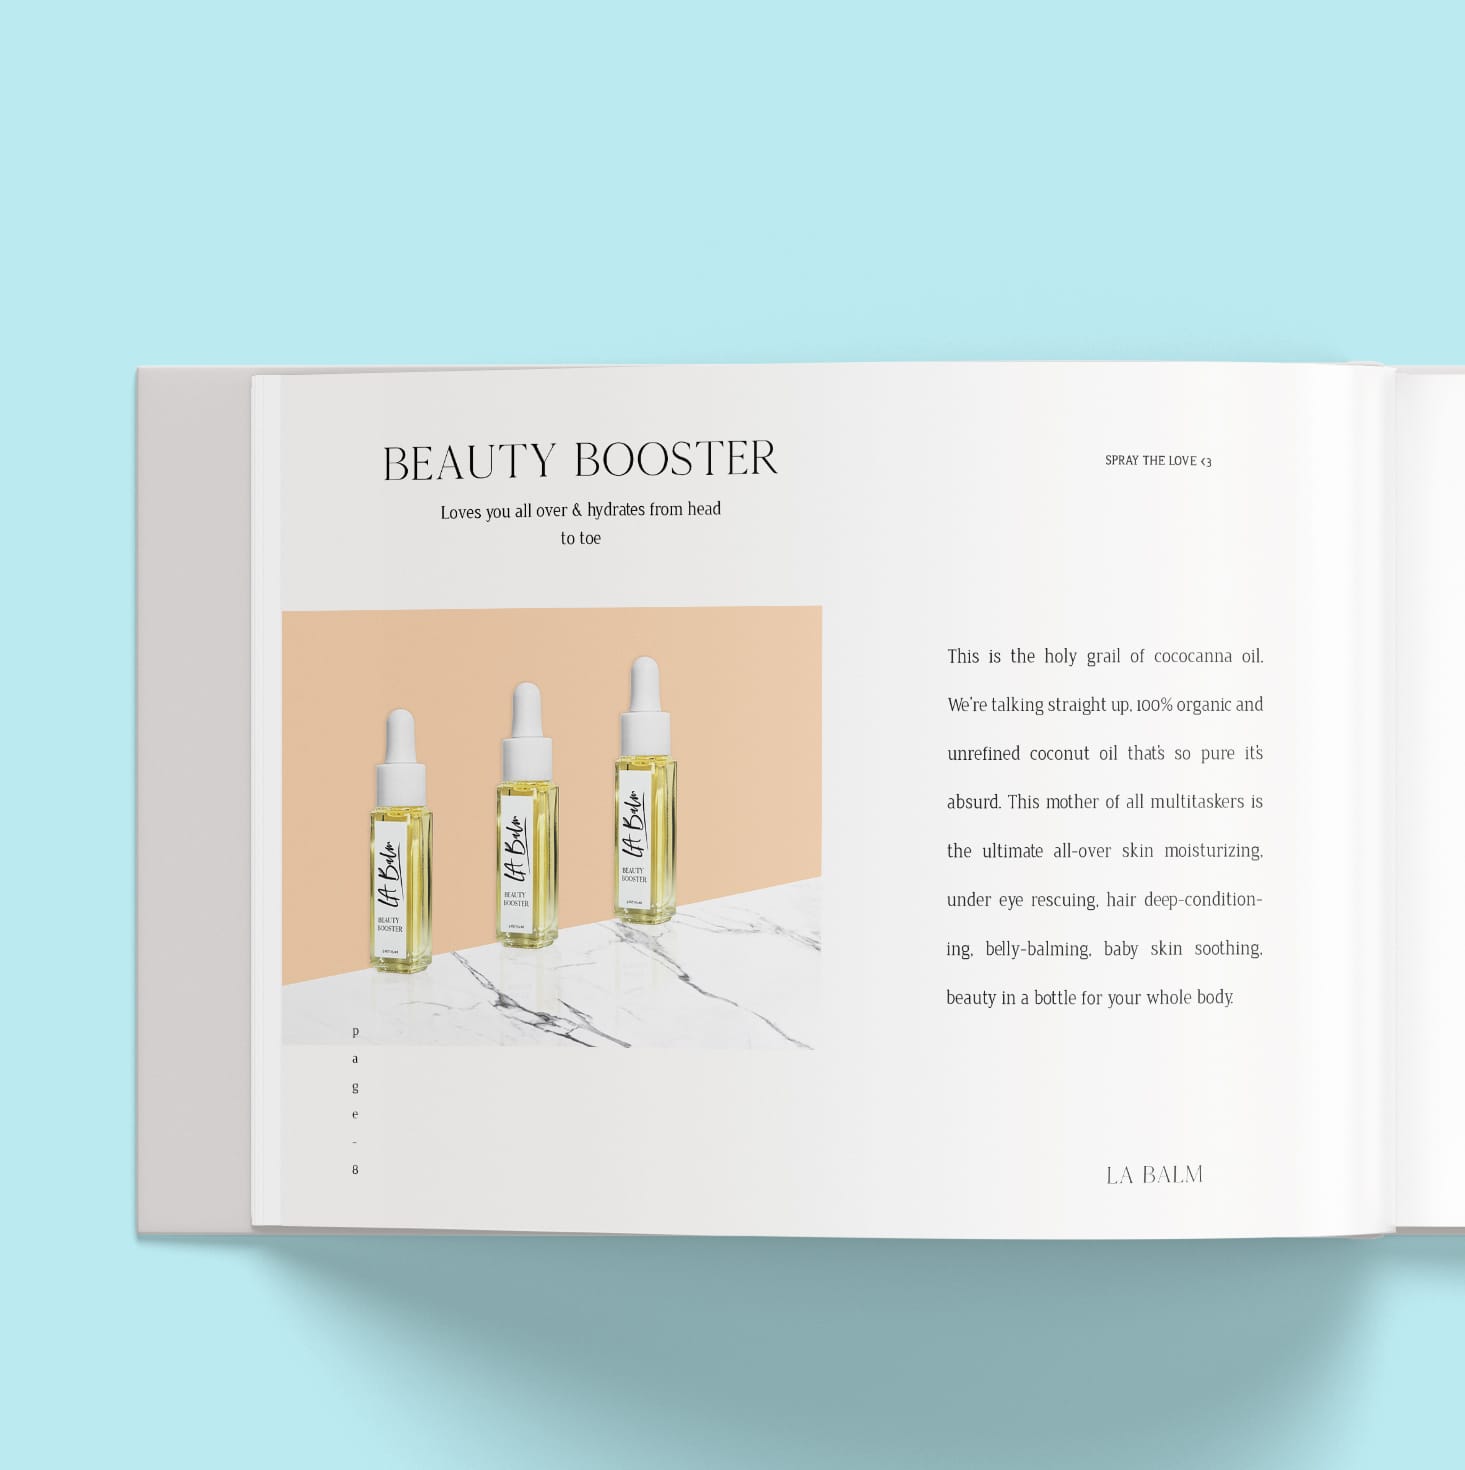 BEAUTY BOOSTER
Loves you all over & hydrates from head
to toe
SPRAY THE LOVE <3
LA Balm
BEAUTY
BOOSTER
LA Balm
BEAUTY
BOOSTER
LA Balm
BEAUTY
BOOSTER
This is the holy grail of cococanna oil.
We're talking straight up, 100% organic and
unrefined coconut oil that's so pure it's
absurd. This mother of all multitaskers is
the ultimate all-over skin moisturizing,
under eye rescuing, hair deep-condition-
ing, belly-balming, baby skin soothing,
beauty in a bottle for your whole body.
p
a
g
e
-
8
LA BALM